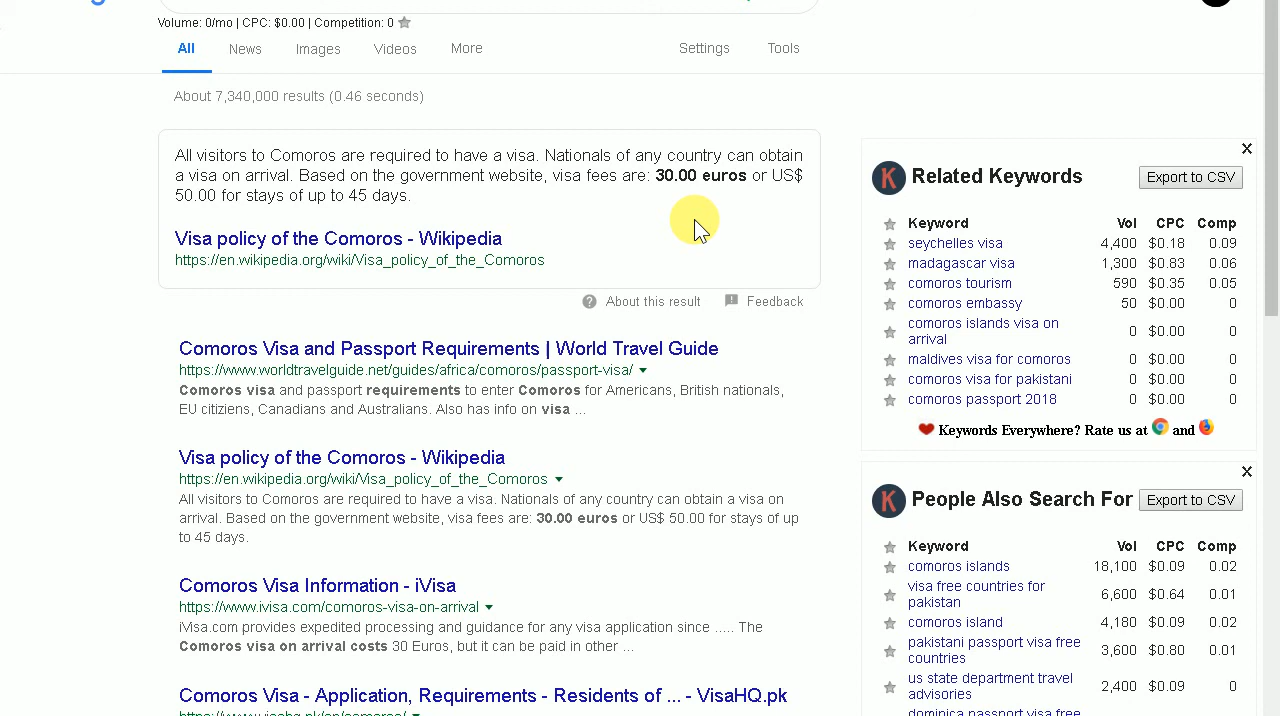 Volume: 0/mo | CPC: $0.00 | Competition: 0
All News Images Videos More Settings Tools
About 7,340,000 results (0.46 seconds)
All visitors to Comoros are required to have a visa. Nationals of any country can obtain
a visa on arrival. Based on the government website, visa fees are: 30.00 euros or US$
50.00 for stays of up to 45 days.
Visa policy of the Comoros - Wikipedia
https://en.wikipedia.org/wiki/Visa_policy_of_the_Comoros
About this result Feedback
Comoros Visa and Passport Requirements | World Travel Guide
https://www.worldtravelguide.net/guides/africa/comoros/passport-visa/
Comoros visa and passport requirements to enter Comoros for Americans, British nationals,
EU citiziens, Canadians and Australians. Also has info on visa ...
Visa policy of the Comoros - Wikipedia
https://en.wikipedia.org/wiki/Visa_policy_of_the_Comoros
All visitors to Comoros are required to have a visa. Nationals of any country can obtain a visa on
arrival. Based on the government website, visa fees are: 30.00 euros or US$ 50.00 for stays of up
to 45 days.
Comoros Visa Information - iVisa
https://www.ivisa.com/comoros-visa-on-arrival
iVisa.com provides expedited processing and guidance for any visa application since ..... The
Comoros visa on arrival costs 30 Euros, but it can be paid in other ...
Comoros Visa - Application, Requirements - Residents of ... - VisaHQ.pk
K Related Keywords Export to CSV
Keyword Vol CPC Comp
seychelles visa 4,400 $0.18 0.09
madagascar visa 1,300 $0.83 0.06
comoros tourism 590 $0.35 0.05
comoros embassy 50 $0.00 0
comoros islands visa on
arrival 0 $0.00 0
maldives visa for comoros 0 $0.00 0
comoros visa for pakistani 0 $0.00 0
comoros passport 2018 0 $0.00 0
Keywords Everywhere? Rate us at and
K People Also Search For Export to CSV
Keyword Vol CPC Comp
comoros islands 18,100 $0.09 0.02
visa free countries for
pakistan 6,600 $0.64 0.01
comoros island 4,180 $0.09 0.02
pakistani passport visa free
countries 3,600 $0.80 0.01
us state department travel
advisories 2,400 $0.09 0
dominica passport visa free